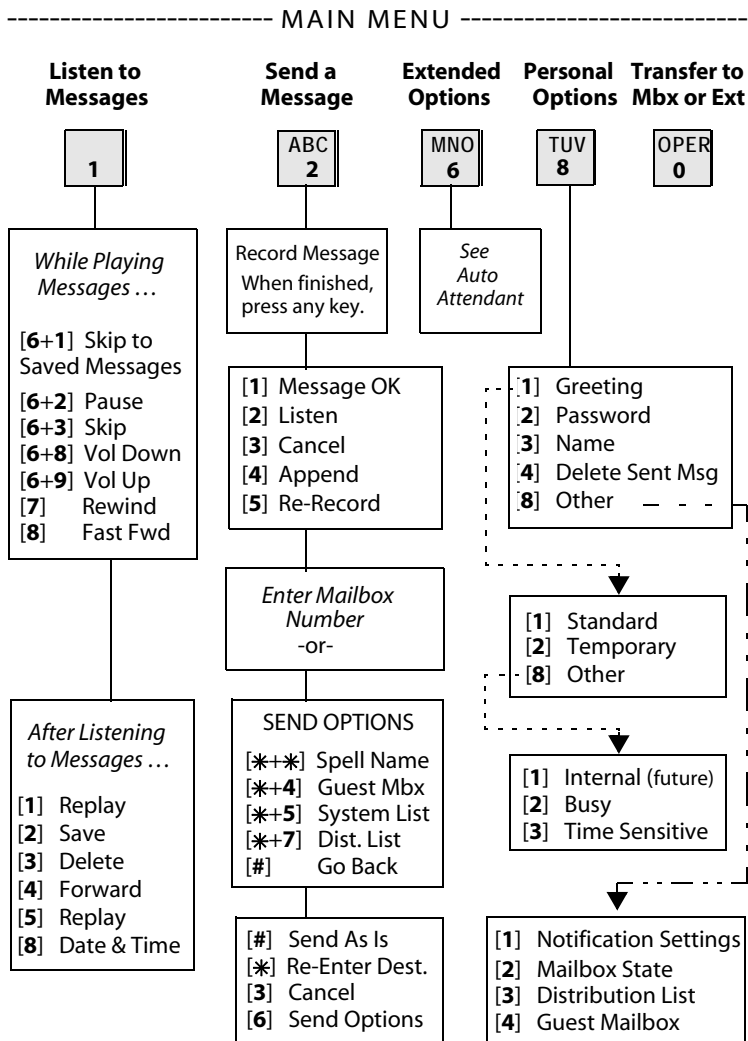 MAIN MENU
Listen to
Messages
1
While Playing
Messages …
[6+1] Skip to
Saved Messages
[6+2] Pause
[6+3] Skip
[6+8] Vol Down
[6+9] Vol Up
[7] Rewind
[8] Fast Fwd
After Listening
to Messages …
[1] Replay
[2] Save
[3] Delete
[4] Forward
[5] Replay
[8] Date & Time
Send a
Message
ABC
2
Record Message
When finished,
press any key.
[1] Message OK
[2] Listen
[3] Cancel
[4] Append
[5] Re-Record
Enter Mailbox
Number
-or-
SEND OPTIONS
[*+*] Spell Name
[*+4] Guest Mbx
[*+5] System List
[*+7] Dist. List
[#] Go Back
[#] Send As Is
[*] Re-Enter Dest.
[3] Cancel
[6] Send Options
Extended
Options
MNO
6
See
Auto
Attendant
Personal
Options
TUV
8
[1] Greeting
[2] Password
[3] Name
[4] Delete Sent Msg
[8] Other
[1] Standard
[2] Temporary
[8] Other
[1] Internal (future)
[2] Busy
[3] Time Sensitive
[1] Notification Settings
[2] Mailbox State
[3] Distribution List
[4] Guest Mailbox
Transfer to
Mbx or Ext
OPER
0